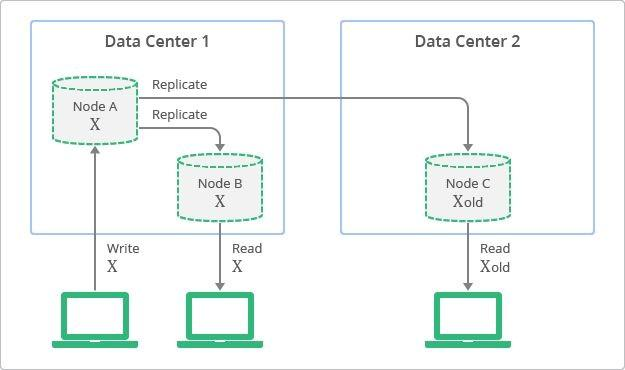 Data Center 1
Data Center 2
Replicate
Node A
X
Replicate
Node B
X
Node C
Xold
Write
X
Read
X
Read
Xold